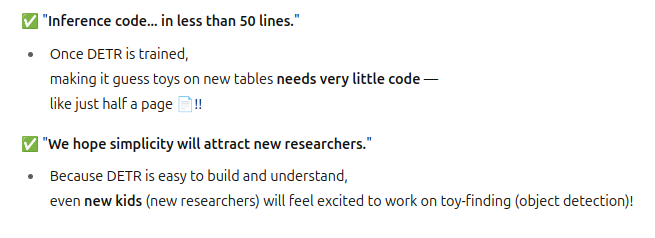 ✅ "Inference code... in less than 50 lines."
• Once DETR is trained,
making it guess toys on new tables needs very little code —
like just half a page 📄!!
✅ "We hope simplicity will attract new researchers."
• Because DETR is easy to build and understand,
even new kids (new researchers) will feel excited to work on toy-finding (object detection)!